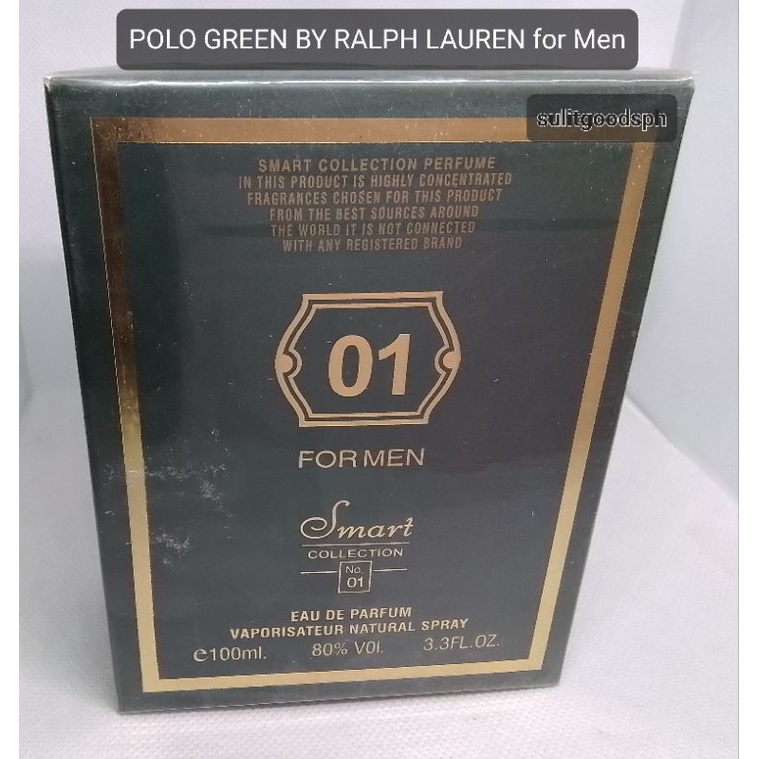 POLO GREEN BY RALPH LAUREN for Men
sulitgoodsph
SMART COLLECTION PERFUME
IN THIS PRODUCT IS HIGHLY CONCENTRATED
FRAGRANCES CHOSEN FOR THIS PRODUCT
FROM THE BEST SOURCES AROUND
THE WORLD IT IS NOT CONNECTED
WITH ANY REGISTERED BRAND
01
FOR MEN
Smart
COLLECTION
No.
01
EAU DE PARFUM
VAPORISATEUR NATURAL SPRAY
℮100ml. 80% VOl. 3.3FL.OZ.